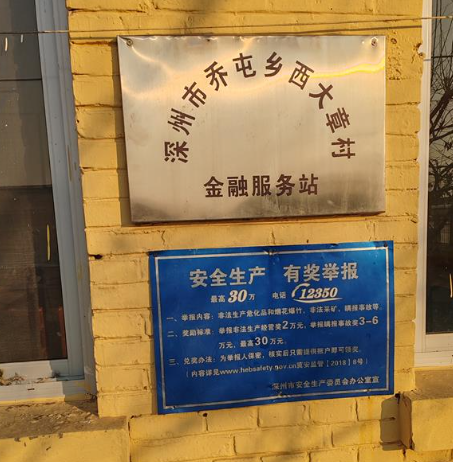 深州市乔屯乡西大章村
金融服务站
安全生产 有奖举报
最高30万 电话 12350
一、举报内容：非法生产危化品和烟花爆竹、非法采矿、瞒报事故等。
二、奖励标准：举报非法生产经营奖2万元，举报瞒报事故奖3-6
万元，最高30万元。
三、兑奖办法：为举报人保密，核实后只需提供账户即可领奖。
（内容详见www.hebsafety.gov.cn冀安监管【2018】8号）
深州市安全生产委员会办公室宣